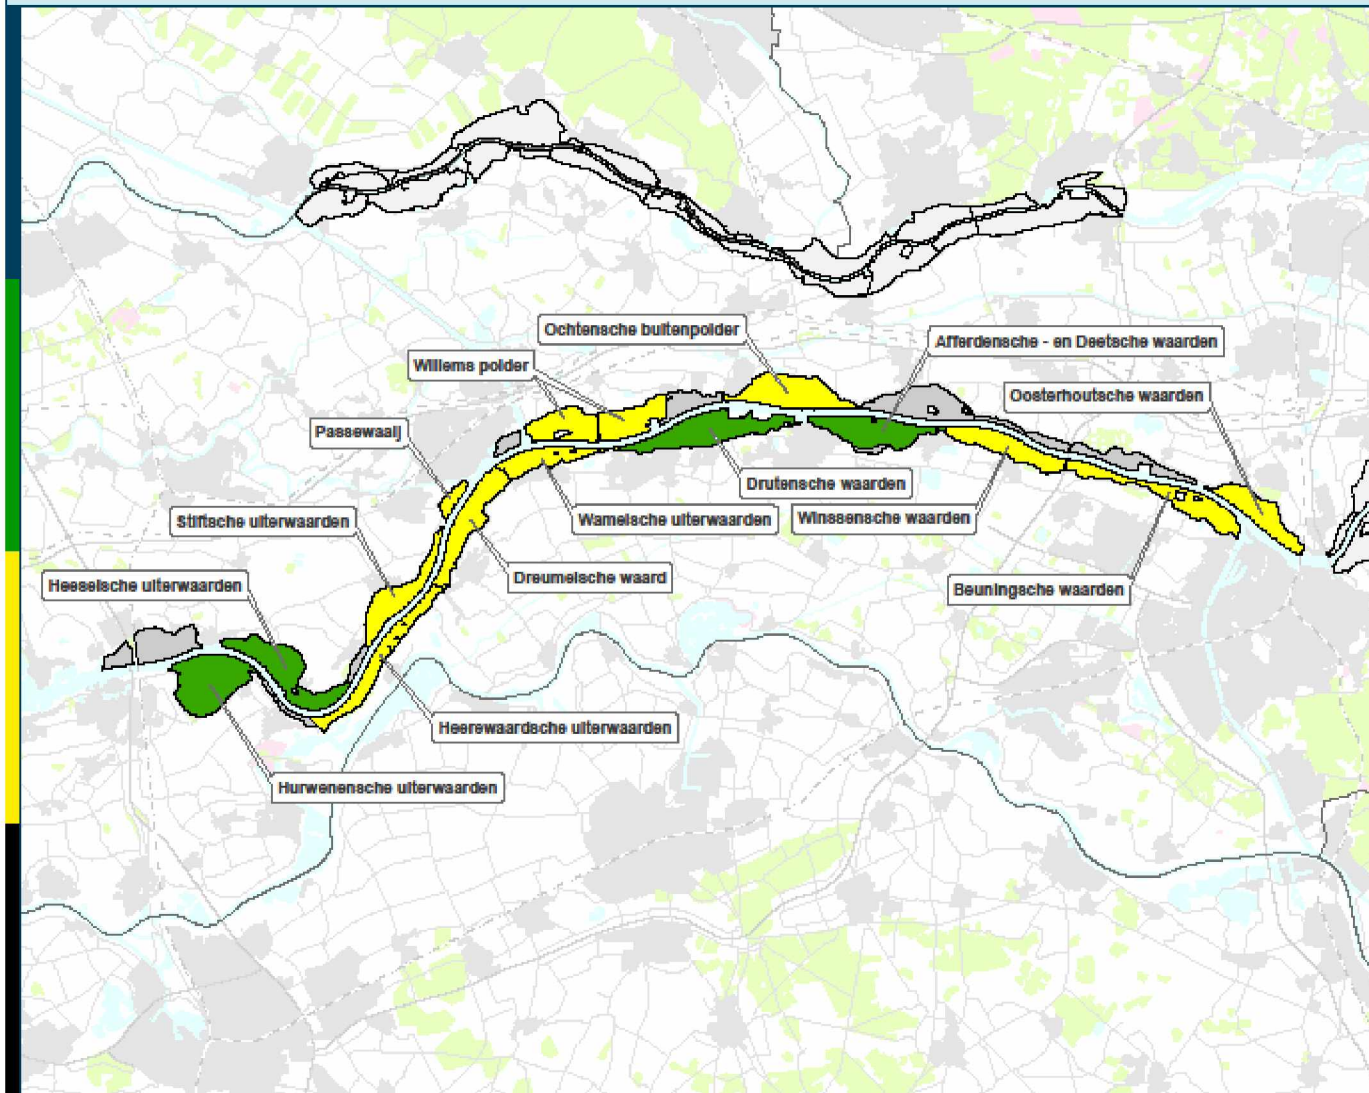 Ochtensche buitenpolder
Afferdensche - en Deetsche waarden
Willems polder
Oosterhoutsche waarden
Passewaaij
Drutensche waarden
Stiftsche uiterwaarden
Wamelsche uiterwaarden
Winssensche waarden
Dreumelsche waard
Heeselsche uiterwaarden
Beuningsche waarden
Heerewaardsche uiterwaarden
Hurwenensche uiterwaarden